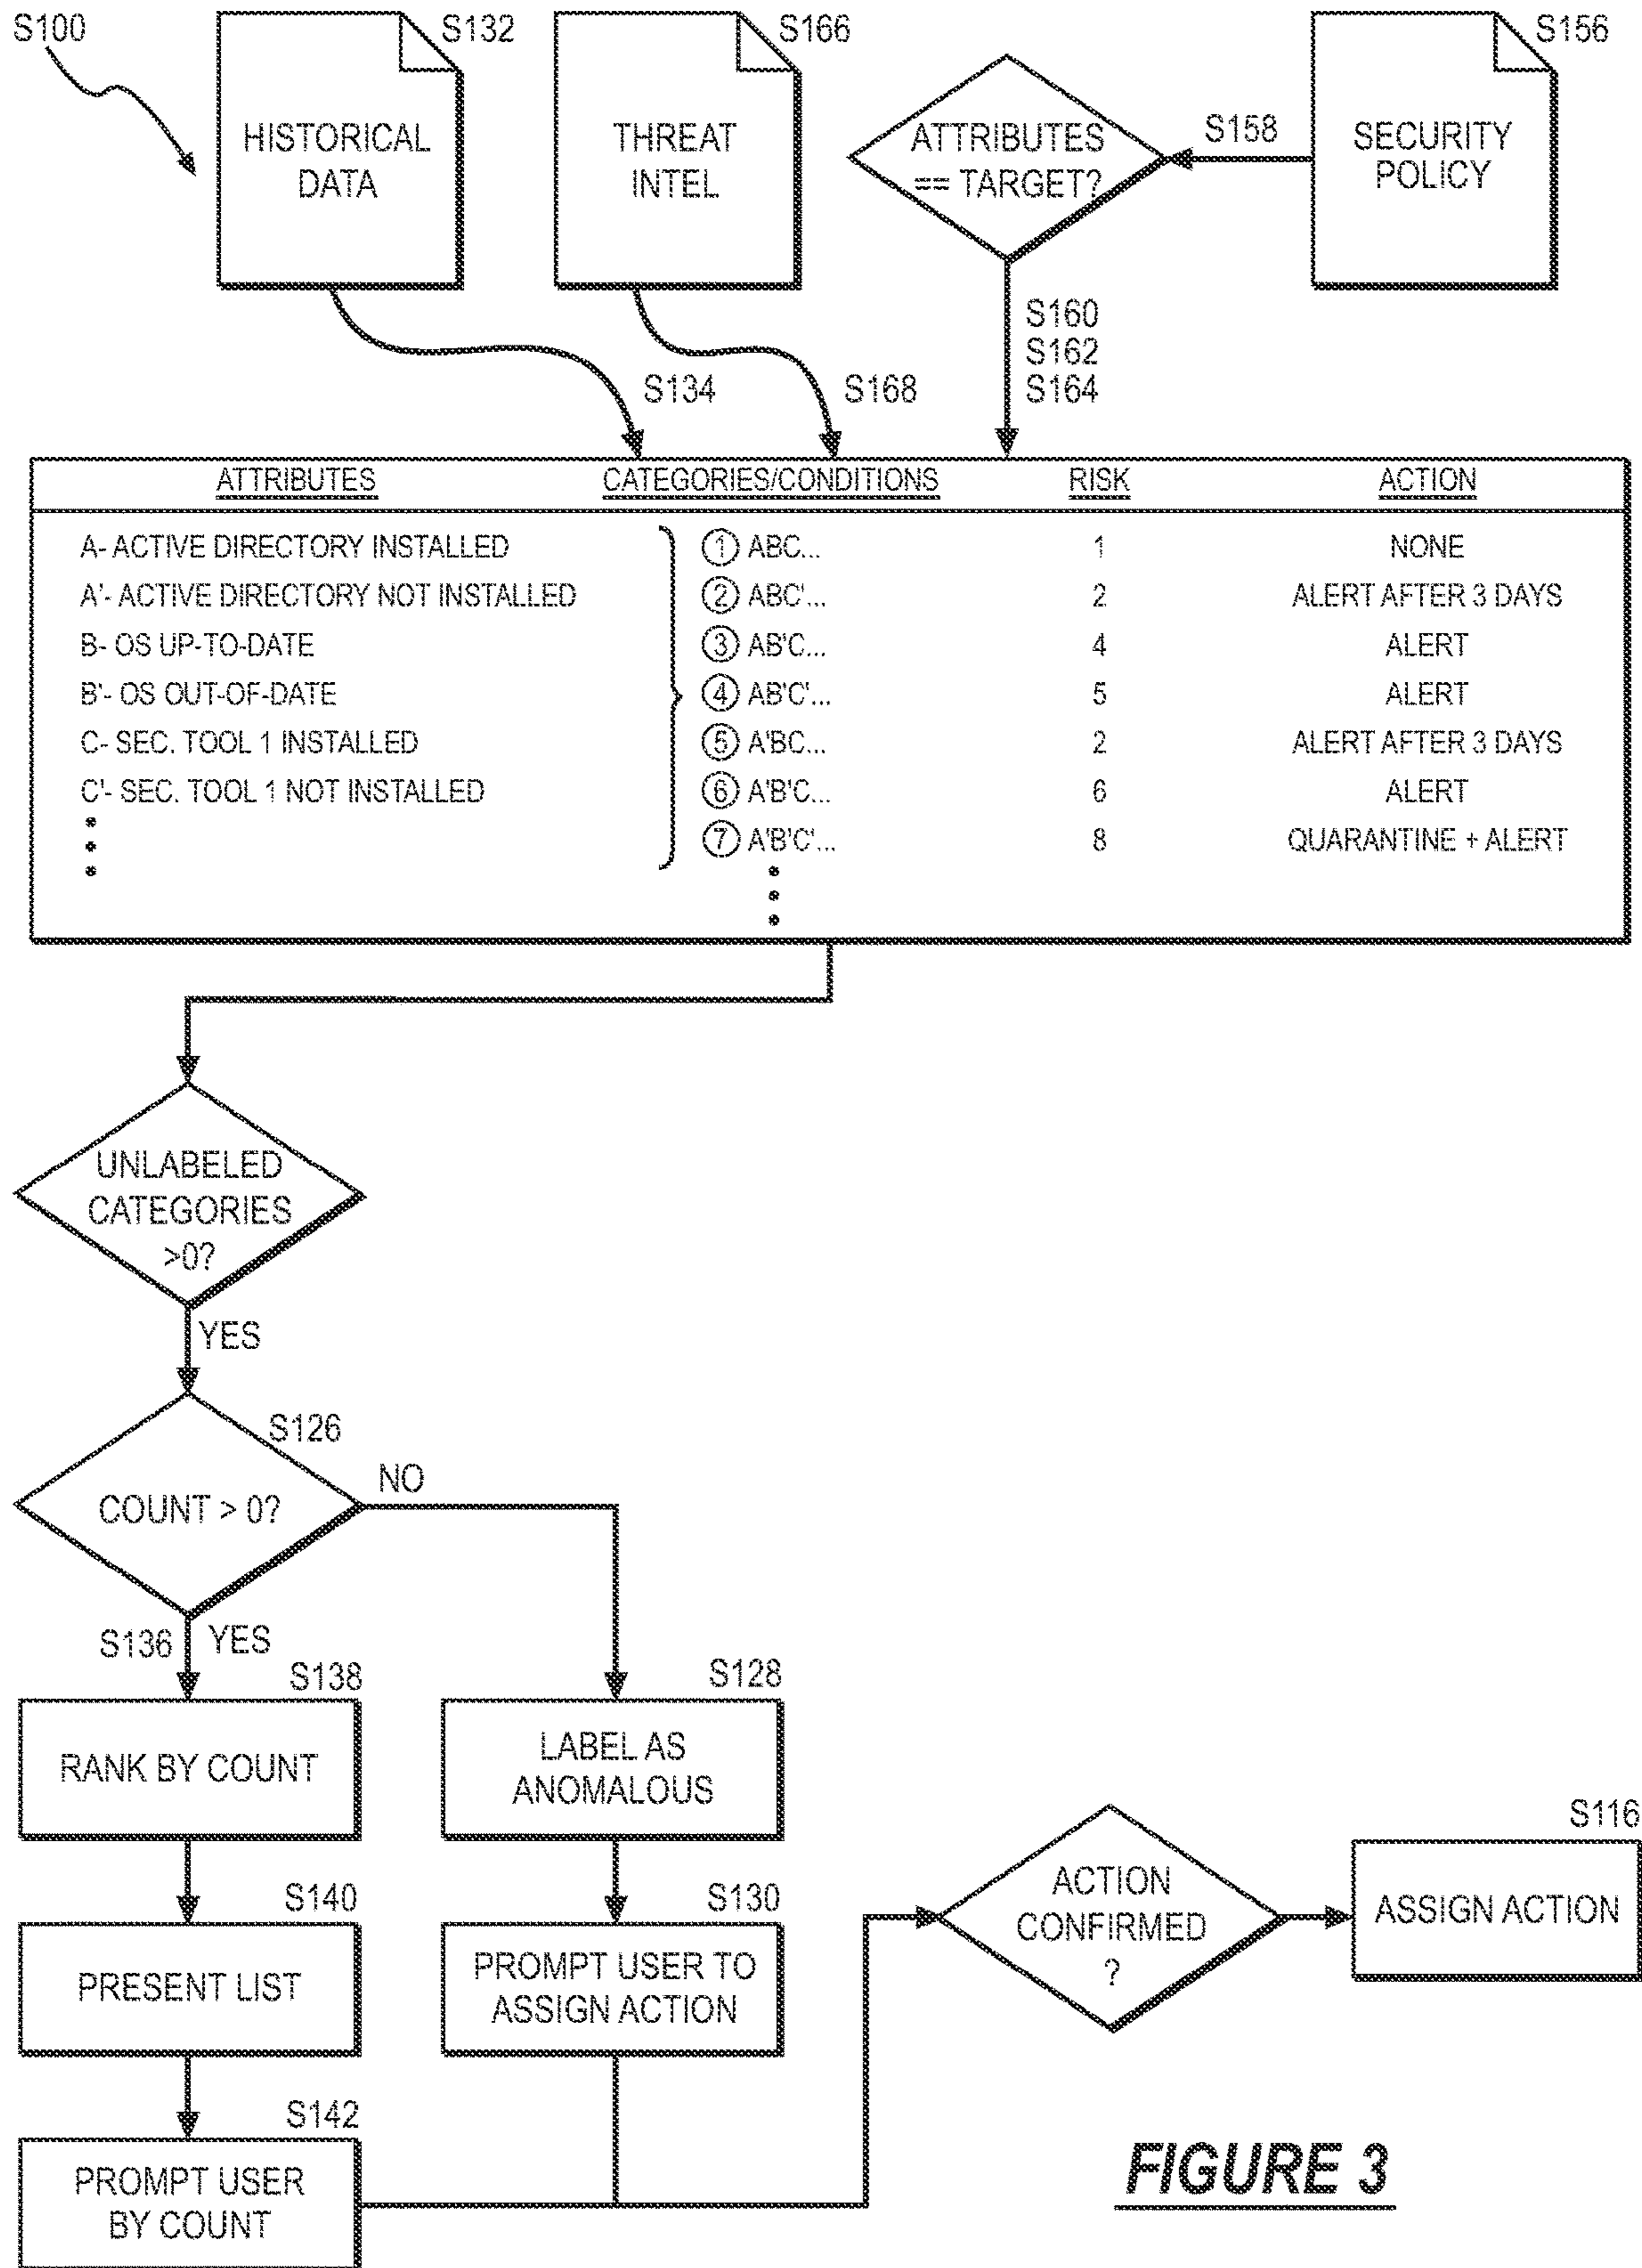 S100
S132
S166
S156
HISTORICAL
DATA
THREAT
INTEL
ATTRIBUTES
== TARGET?
S158
SECURITY
POLICY
S134
S168
S160
S162
S164
ATTRIBUTES CATEGORIES/CONDITIONS RISK ACTION
A- ACTIVE DIRECTORY INSTALLED 1 ABC... 1 NONE
A'- ACTIVE DIRECTORY NOT INSTALLED 2 ABC'... 2 ALERT AFTER 3 DAYS
B- OS UP-TO-DATE 3 AB'C... 4 ALERT
B'- OS OUT-OF-DATE 4 AB'C'... 5 ALERT
C- SEC. TOOL 1 INSTALLED 5 A'BC... 2 ALERT AFTER 3 DAYS
C'- SEC. TOOL 1 NOT INSTALLED 6 A'B'C... 6 ALERT
7 A'B'C'... 8 QUARANTINE + ALERT
UNLABELED
CATEGORIES
>0?
YES
S126
COUNT > 0?
NO
S136 YES
S138
RANK BY COUNT
S128
LABEL AS
ANOMALOUS
S140
PRESENT LIST
S130
PROMPT USER TO
ASSIGN ACTION
ACTION
CONFIRMED
?
S116
ASSIGN ACTION
S142
PROMPT USER
BY COUNT
FIGURE 3